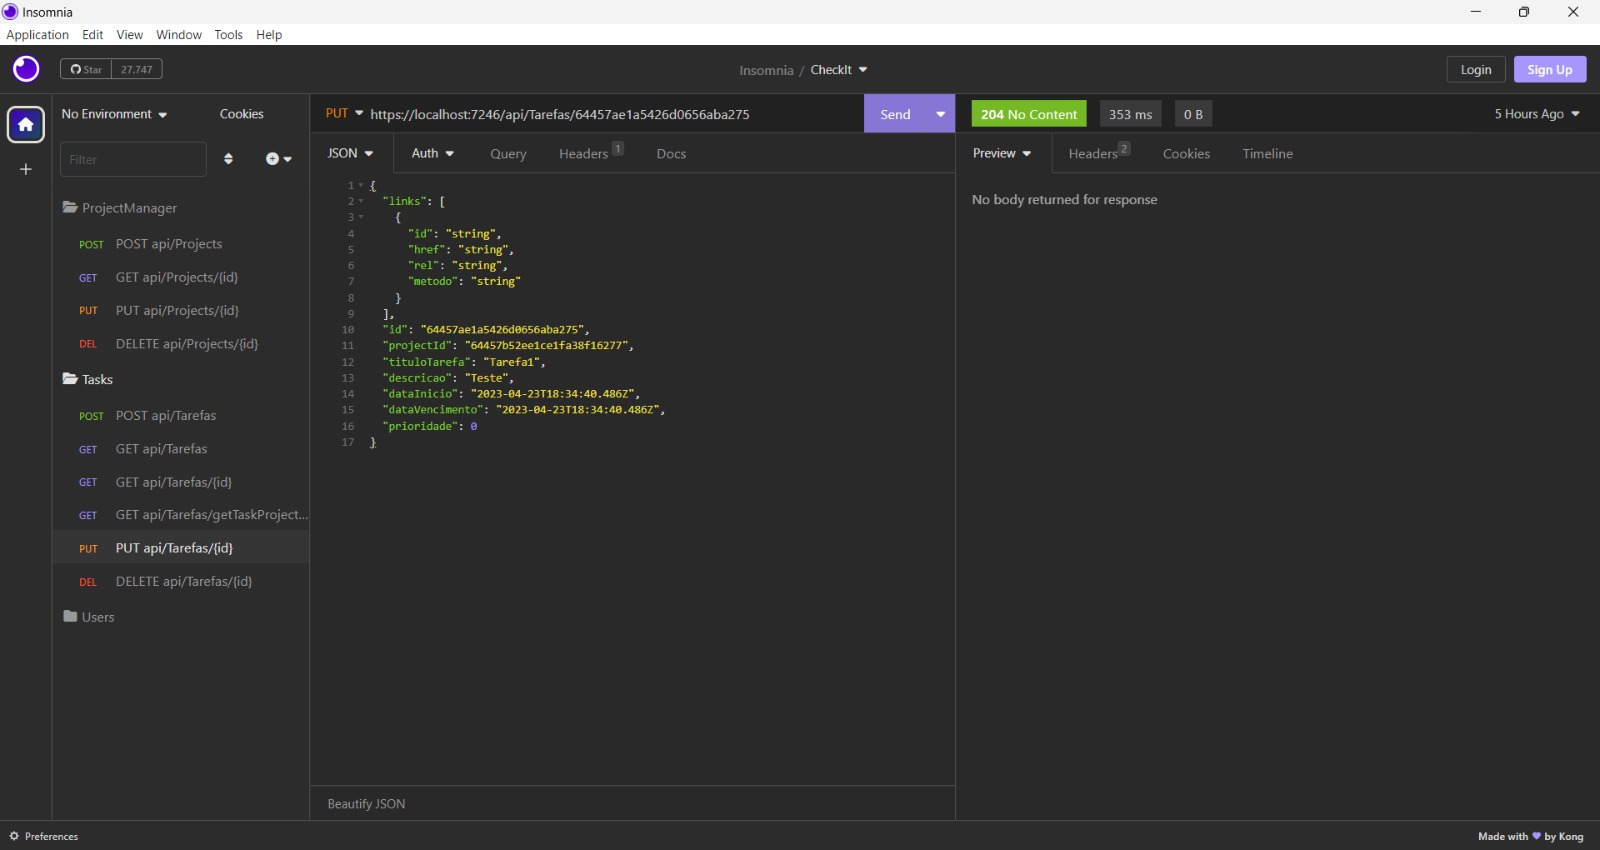 Insomnia
Application Edit View Window Tools Help
Star 27.747
Insomnia / CheckIt
Login Sign Up
No Environment Cookies
Filter
ProjectManager
POST POST api/Projects
GET GET api/Projects/{id}
PUT PUT api/Projects/{id}
DEL DELETE api/Projects/{id}
Tasks
POST POST api/Tarefas
GET GET api/Tarefas
GET GET api/Tarefas/{id}
GET GET api/Tarefas/getTaskProject...
PUT PUT api/Tarefas/{id}
DEL DELETE api/Tarefas/{id}
Users
PUT https://localhost:7246/api/Tarefas/64457ae1a5426d0656aba275 Send
JSON Auth Query Headers 1 Docs
1 {
2 "links": [
3 {
4 "id": "string",
5 "href": "string",
6 "rel": "string",
7 "metodo": "string"
8 }
9 ],
10 "id": "64457ae1a5426d0656aba275",
11 "projectId": "64457b52ee1ce1fa38f16277",
12 "tituloTarefa": "Tarefa1",
13 "descricao": "Teste",
14 "dataInicio": "2023-04-23T18:34:40.486Z",
15 "dataVencimento": "2023-04-23T18:34:40.486Z",
16 "prioridade": 0
17 }
Beautify JSON
204 No Content 353 ms 0 B 5 Hours Ago
Preview Headers 2 Cookies Timeline
No body returned for response
Preferences
Made with by Kong